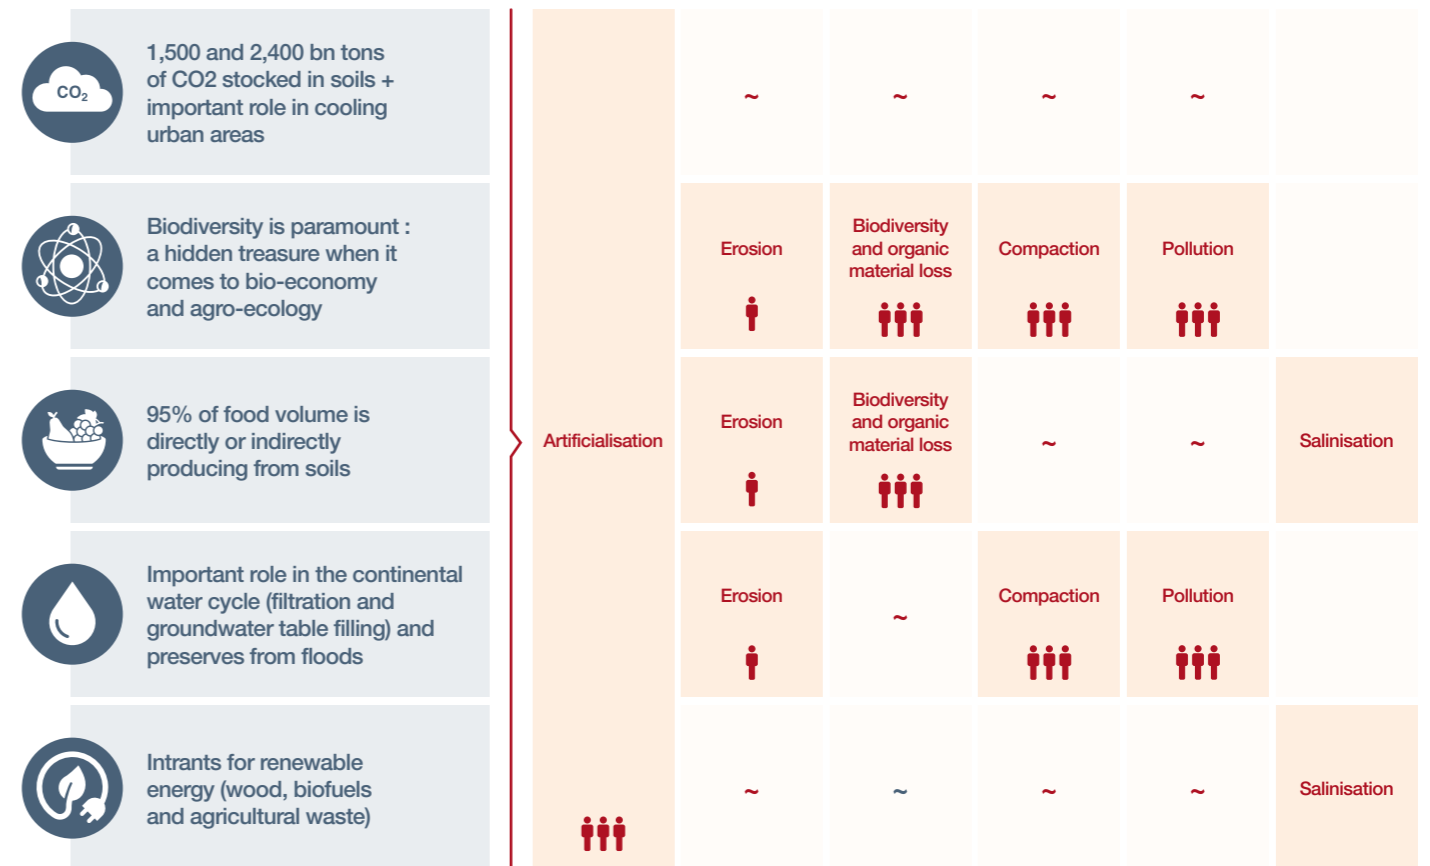 CO2
1,500 and 2,400 bn tons
of CO2 stocked in soils +
important role in cooling
urban areas
~ ~ ~ ~
Biodiversity is paramount :
a hidden treasure when it
comes to bio-economy
and agro-ecology
Erosion
Biodiversity
and organic
material loss
Compaction
Pollution
95% of food volume is
directly or indirectly
producing from soils
Artificialisation
Erosion
Biodiversity
and organic
material loss
~ ~
Salinisation
Important role in the continental
water cycle (filtration and
groundwater table filling) and
preserves from floods
Erosion
~
Compaction
Pollution
Intrants for renewable
energy (wood, biofuels
and agricultural waste)
~ ~ ~ ~
Salinisation